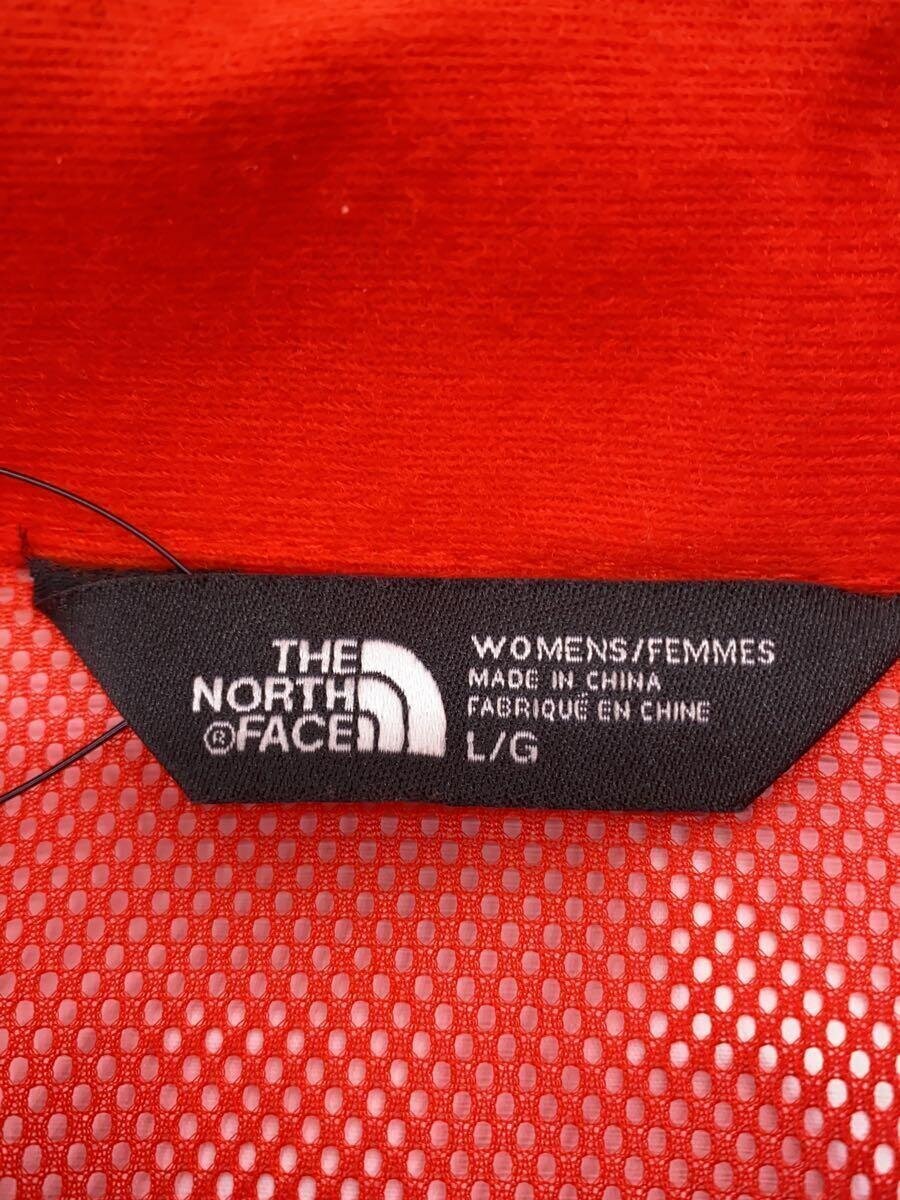 THE
NORTH
®FACE
WOMENS/FEMMES
MADE IN CHINA
FABRIQUÉ EN CHINE
L/G